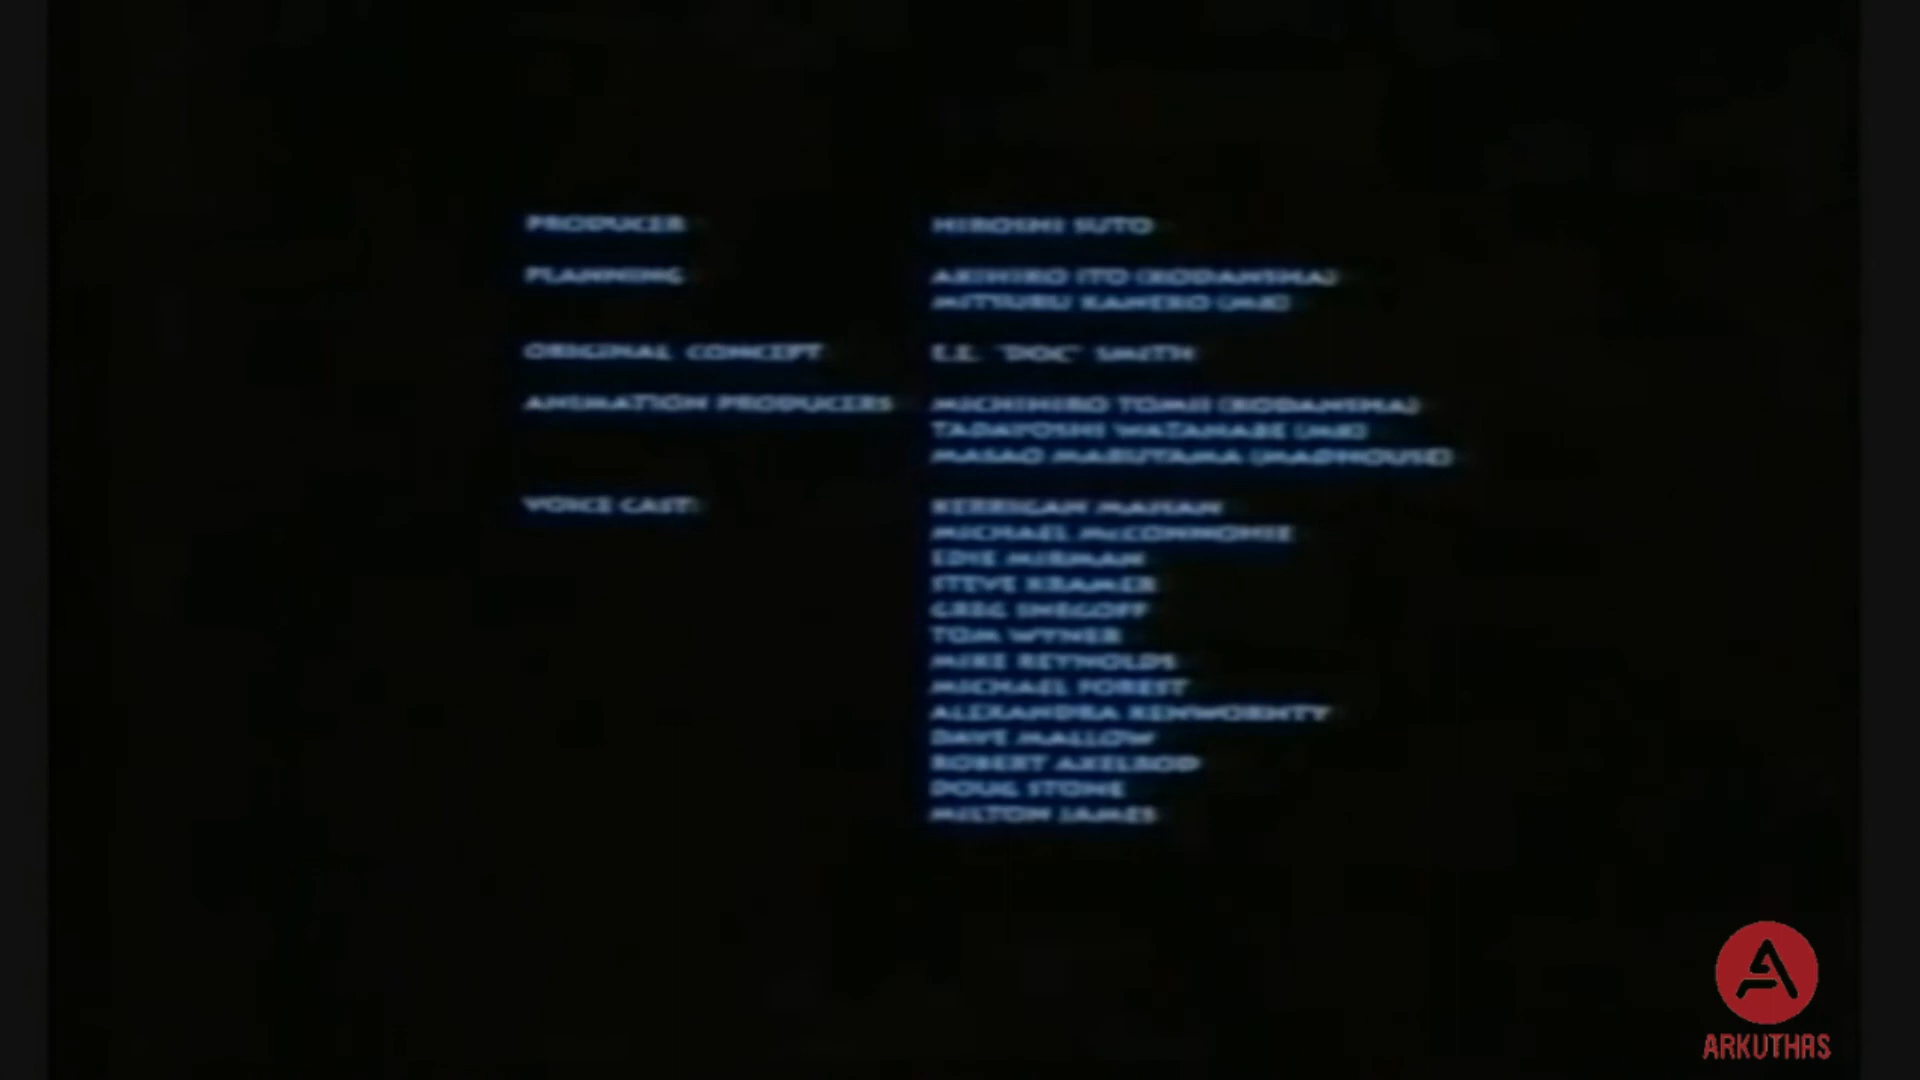 PRODUCER HIROSHI SUTO
PLANNING AKIHIRO ITO (KODANSHA)
MITSURU KANEKO (MK)
ORIGINAL CONCEPT E.E. "DOC" SMITH
ANIMATION PRODUCERS MICHIHIRO TOMII (KODANSHA)
TADAYOSHI WATANABE (MK)
MASAO MARUYAMA (MADHOUSE)
VOICE CAST: KERRIGAN MAHAN
MICHAEL McCONNOHIE
EDIE MIRMAN
STEVE KRAMER
GREG SNEGOFF
TOM WYNER
MIKE REYNOLDS
MICHAEL FOREST
ALEXANDRA KENWORHTY
DAVE MALLOW
ROBERT AXELROD
DOUG STONE
MILTON JAMES
ARKUTHAS